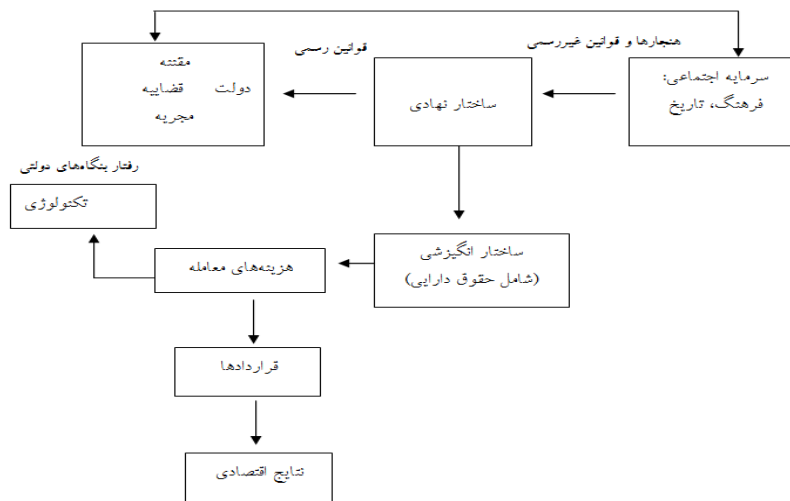 هنجارها و قوانین غیررسمی
قوانین رسمی
سرمایه اجتماعی:
فرهنگ، تاریخ
ساختار نهادی
مقننه
دولت قضاییه
مجریه
رفتار بنگاه‌های دولتی
تکنولوژی
ساختار انگیزشی
(شامل حقوق دارایی)
هزینه‌های معامله
قراردادها
نتایج اقتصادی